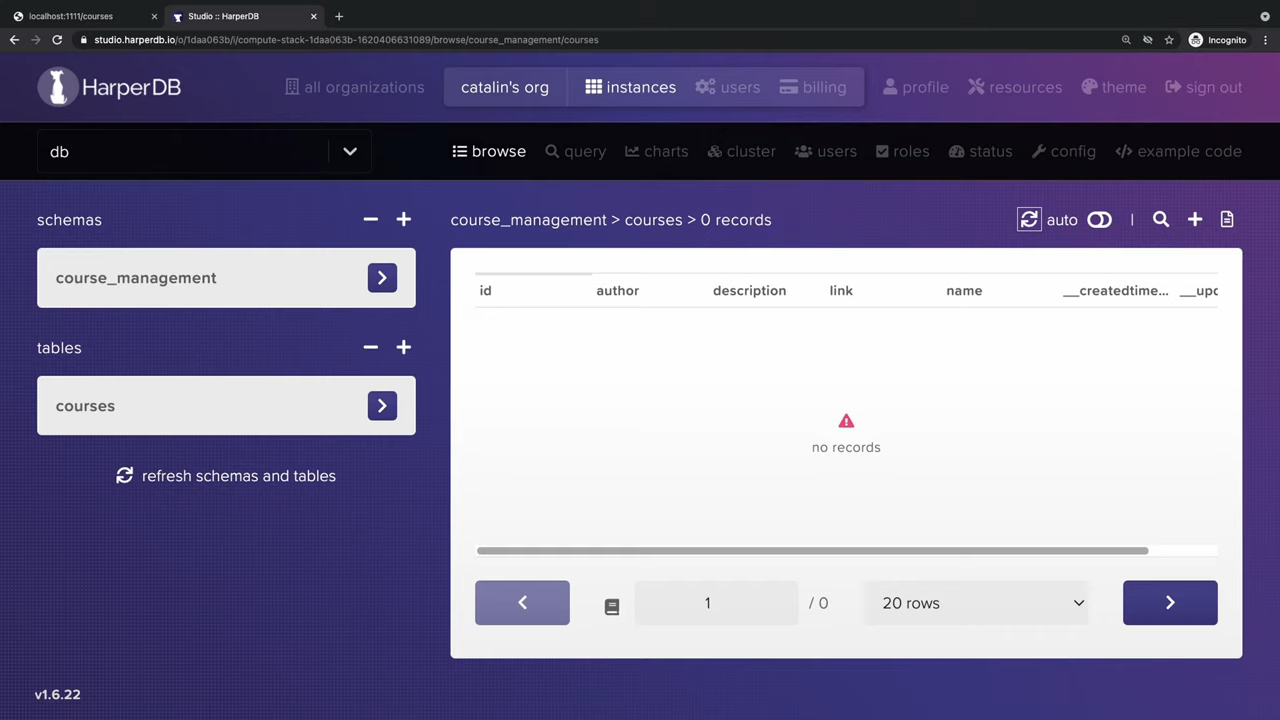 localhost:1111/courses
Studio :: HarperDB
studio.harperdb.io/o/1daa063b/i/compute-stack-1daa063b-1620406631089/browse/course_management/courses
Incognito
HarperDB
all organizations
catalin's org
instances
users
billing
profile
resources
theme
sign out
db
browse
query
charts
cluster
users
roles
status
config
example code
schemas
course_management > courses > 0 records
auto
course_management
id author description link name __createdtime... __upd
tables
courses
no records
refresh schemas and tables
1
/ 0
20 rows
v1.6.22